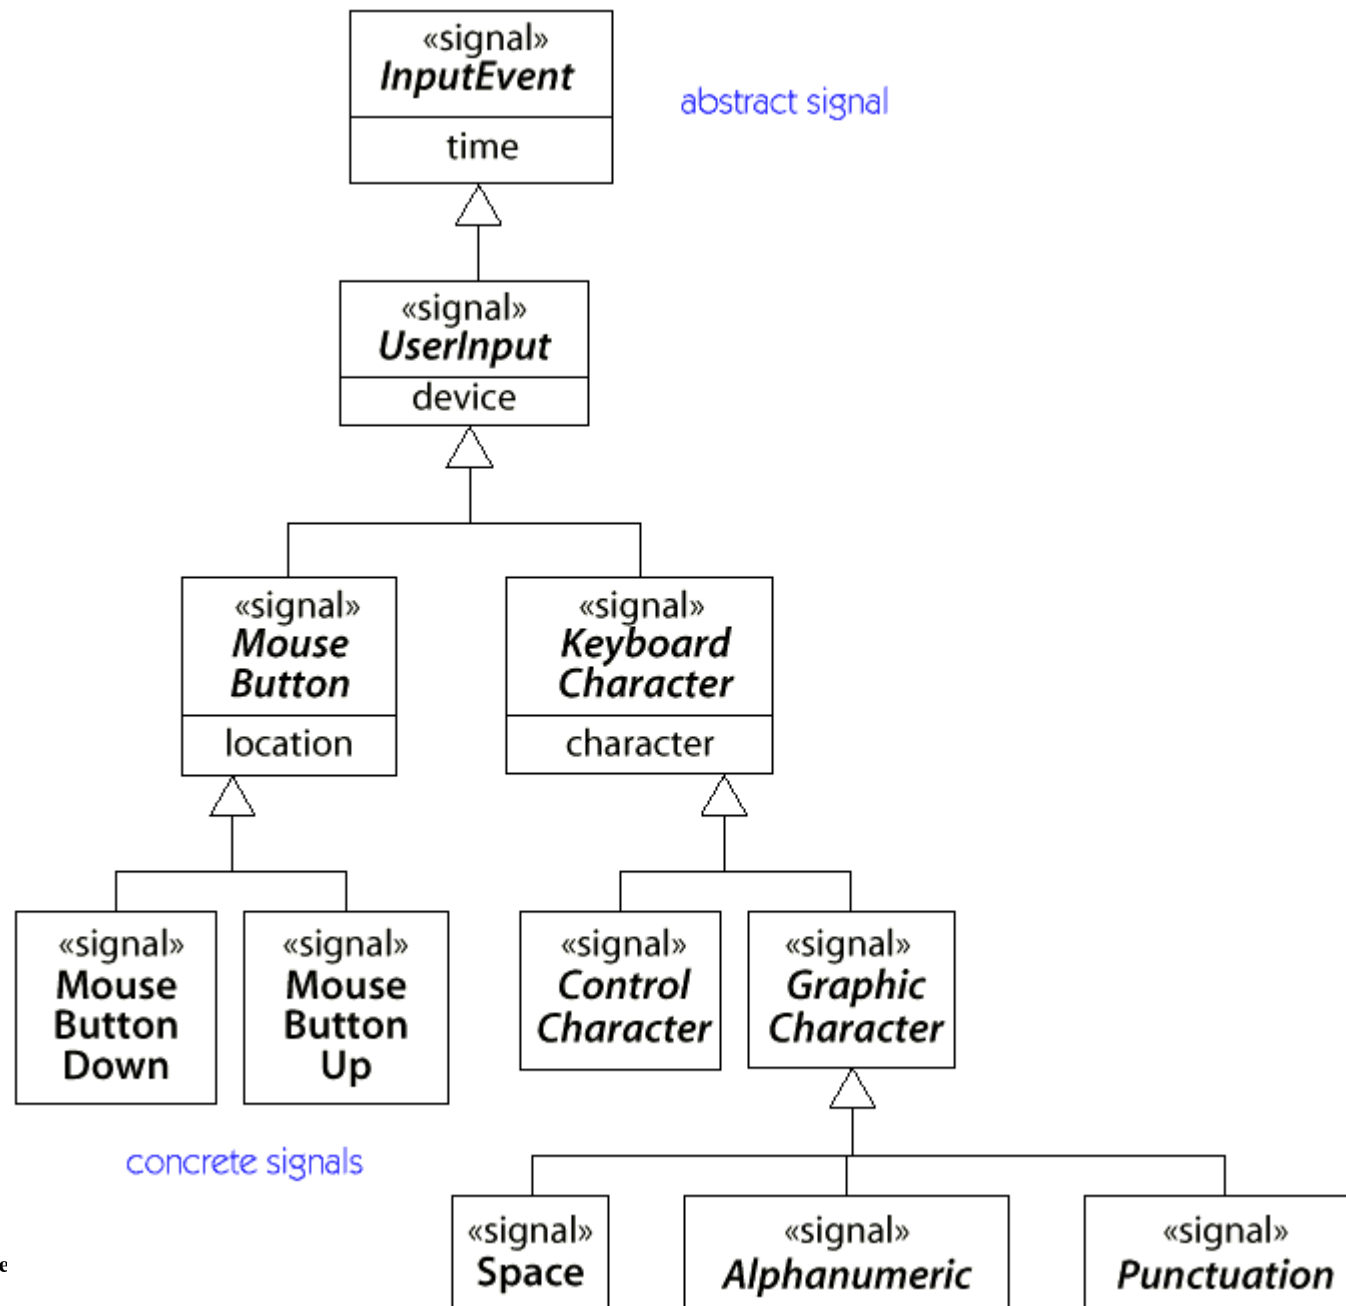 «signal»
InputEvent
time
abstract signal
«signal»
UserInput
device
«signal»
Mouse
Button
location
«signal»
Keyboard
Character
character
«signal»
Mouse
Button
Down
«signal»
Mouse
Button
Up
«signal»
Control
Character
«signal»
Graphic
Character
concrete signals
«signal»
Space
«signal»
Alphanumeric
«signal»
Punctuation
e